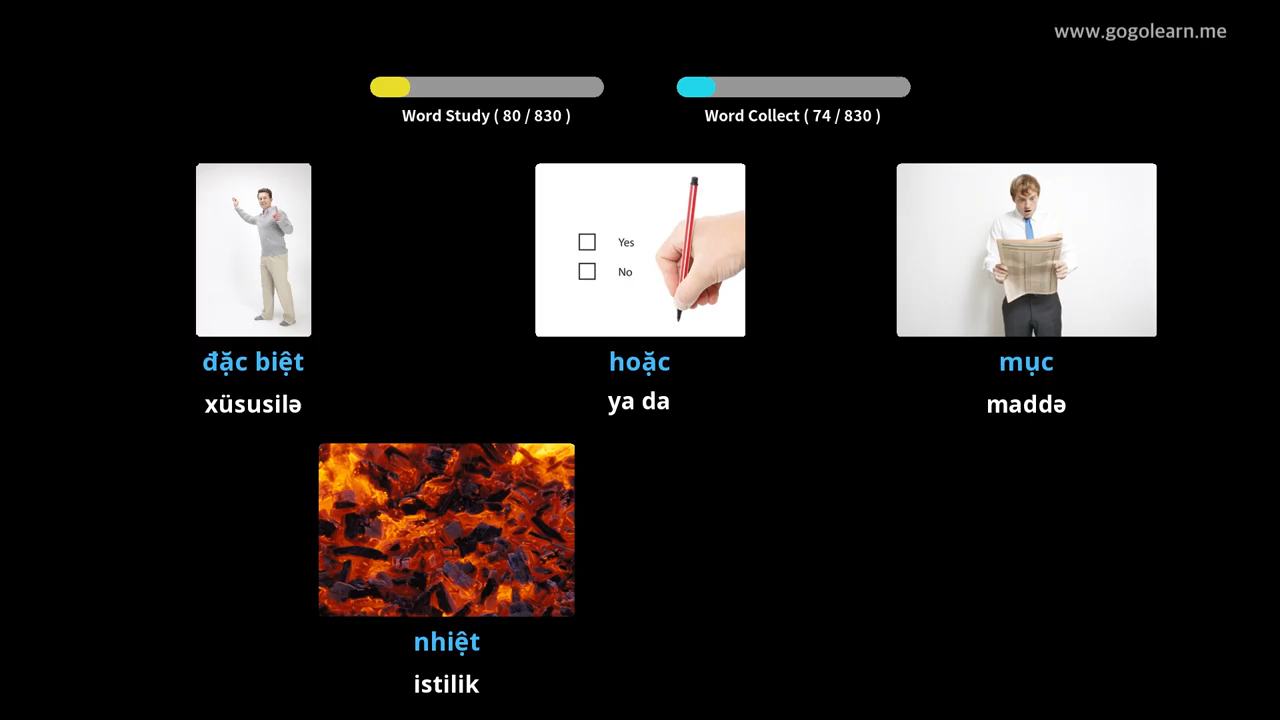 www.gogolearn.me
Word Study ( 80 / 830 )
Word Collect ( 74 / 830 )
Yes
No
đặc biệt
hoặc
mục
xüsusilə
ya da
maddə
nhiệt
istilik